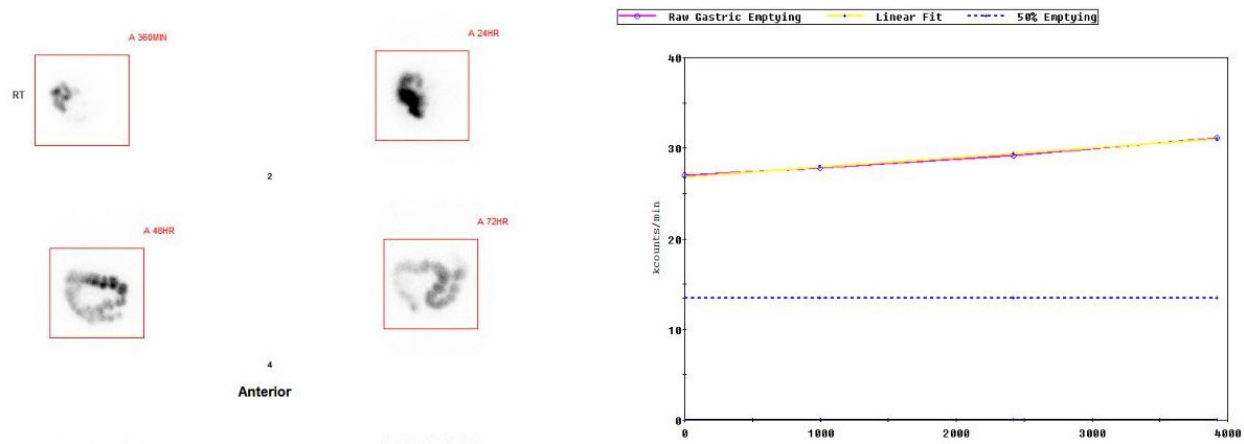 A 360MIN
A 24HR
RT
2
A 48HR
A 72HR
4
Anterior
Raw Gastric Emptying Linear Fit 50% Emptying
40
30
kcounts/min
20
10
0
0 1000 2000 3000 4000